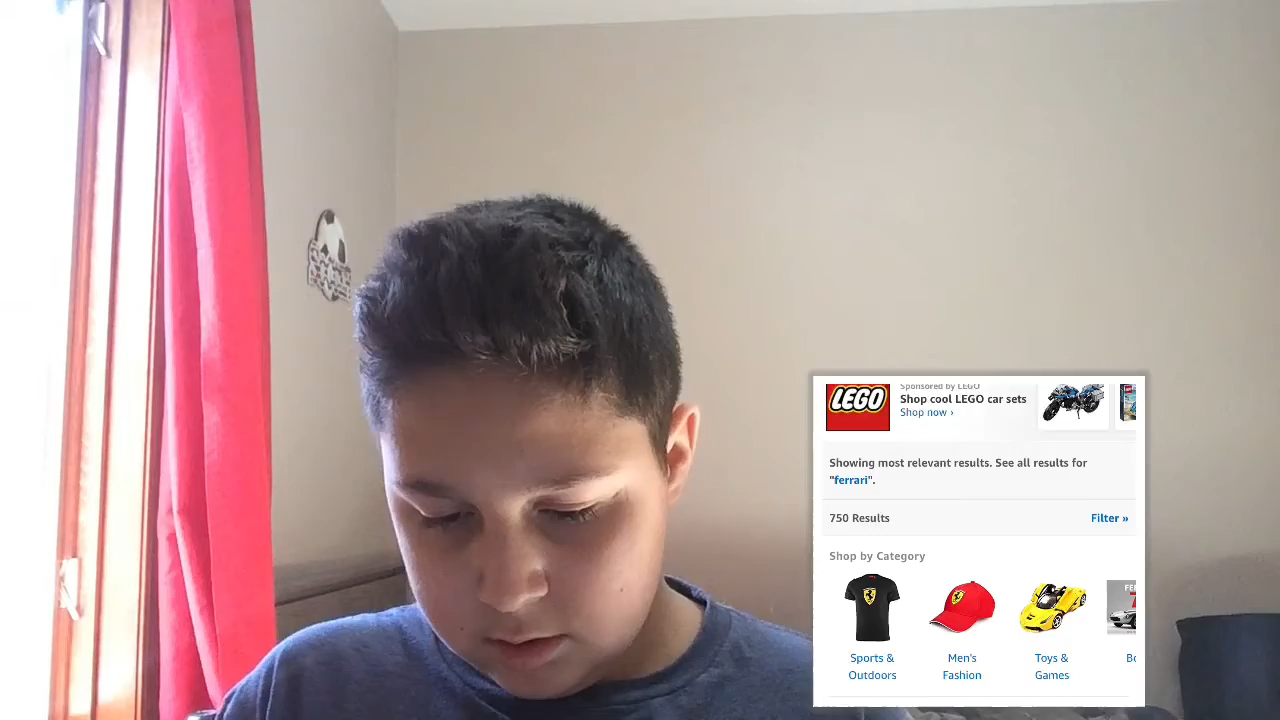 LEGO
Sponsored by LEGO
Shop cool LEGO car sets
Shop now ›
Showing most relevant results. See all results for
"ferrari".
750 Results
Filter »
Shop by Category
Sports &
Outdoors
Men's
Fashion
Toys &
Games